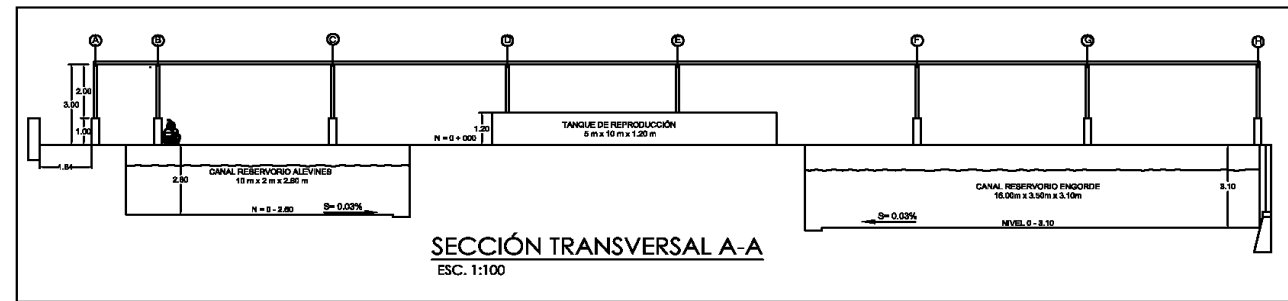 A B C D E F G H
2.00
3.00
1.00
1.20
TANQUE DE REPRODUCCIÓN
5 m x 10 m x 1.20 m
N = 0 + 000
1.84
CANAL RESERVORIO ALEVINES
10 m x 2 m x 2.60 m
2.60
N = 0 - 2.60
S= 0.03%
CANAL RESERVORIO ENGORDE
16.00m x 3.50m x 3.10m
3.10
S= 0.03%
NIVEL 0 - 3.10
SECCIÓN TRANSVERSAL A-A
ESC. 1:100